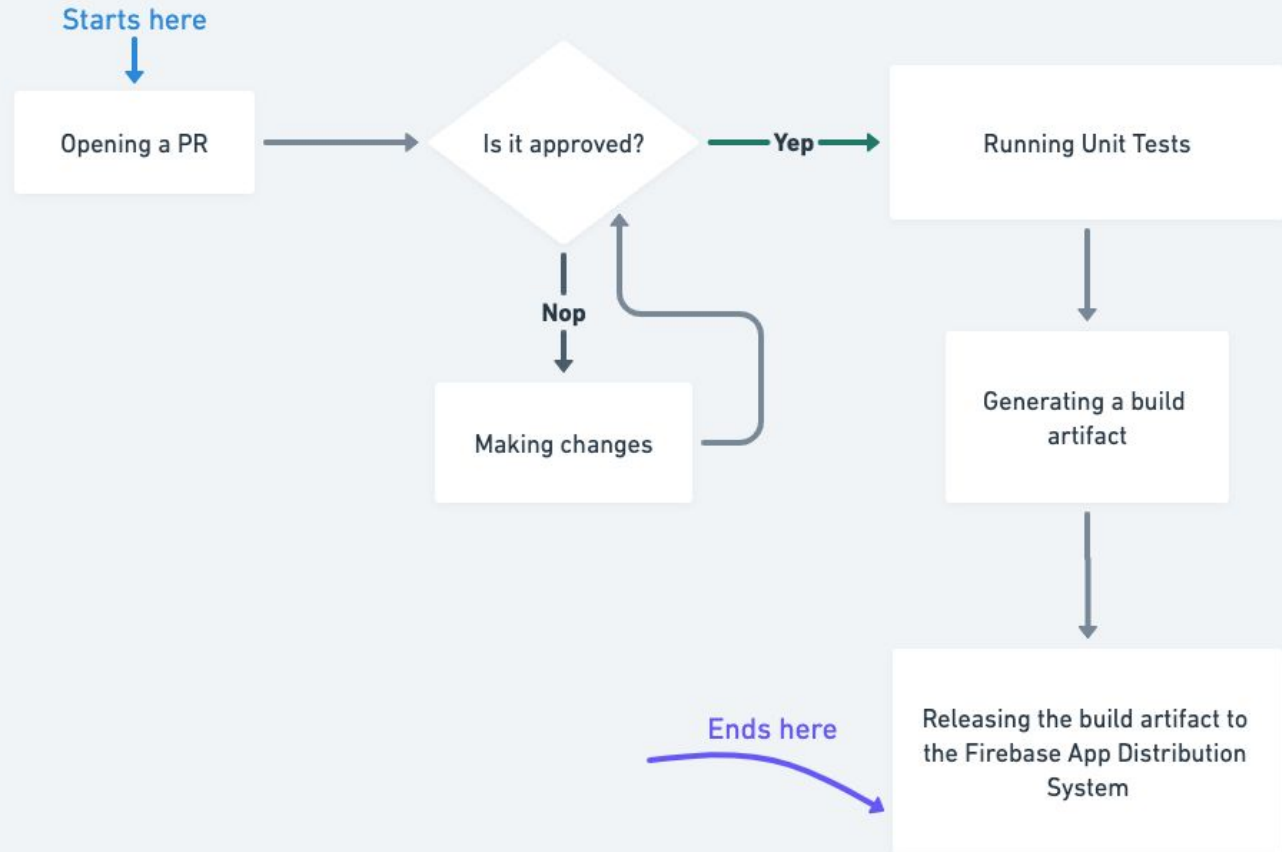 Starts here
Opening a PR
Is it approved?
Yep
Running Unit Tests
Nop
Making changes
Generating a build
artifact
Ends here
Releasing the build artifact to
the Firebase App Distribution
System